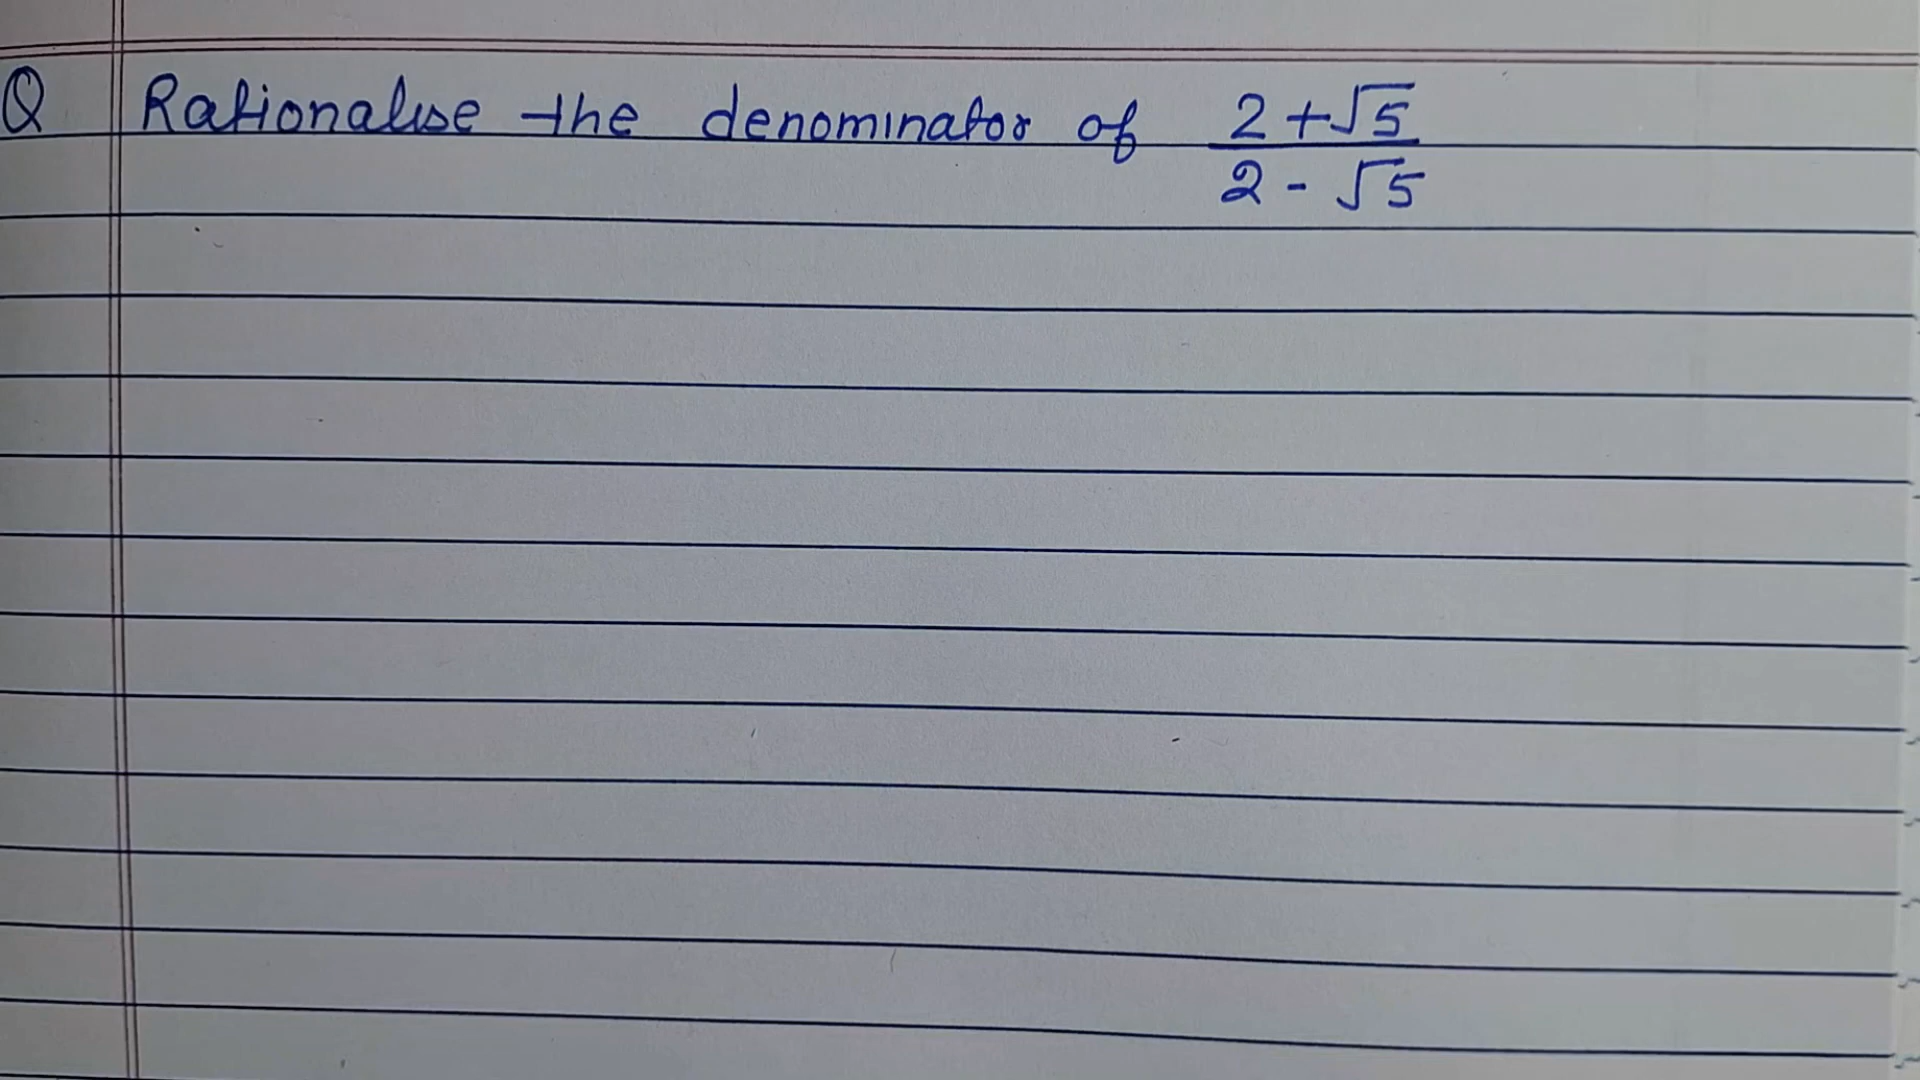 Q Rationalise the denominator of 2+√5
2-√5